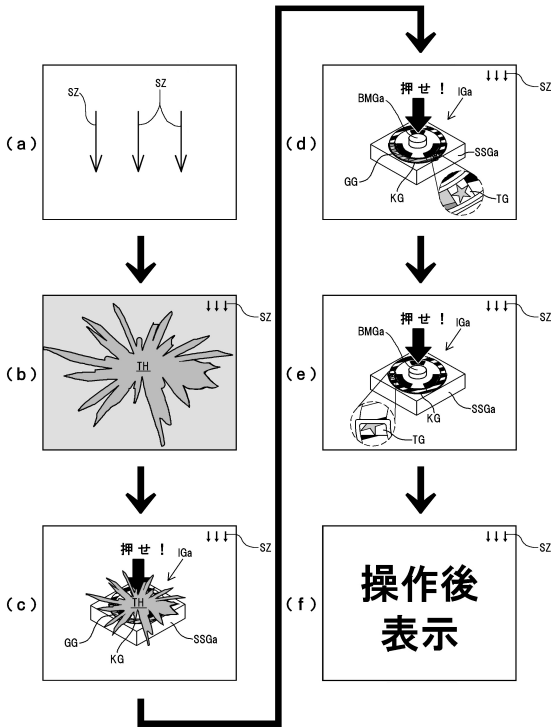 (a)
SZ
SZ
(b)
TH
SZ
(c)
押せ！
IGa
SZ
TH
GG
KG
SSGa
(d)
押せ！
BMGa
IGa
SZ
SSGa
GG
KG
TG
(e)
押せ！
BMGa
IGa
SZ
SSGa
KG
TG
(f)
SZ
操作後
表示